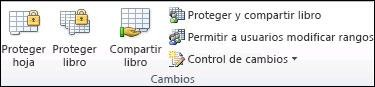 Proteger hoja
Proteger libro
Compartir libro
Proteger y compartir libro
Permitir a usuarios modificar rangos
Control de cambios
Cambios